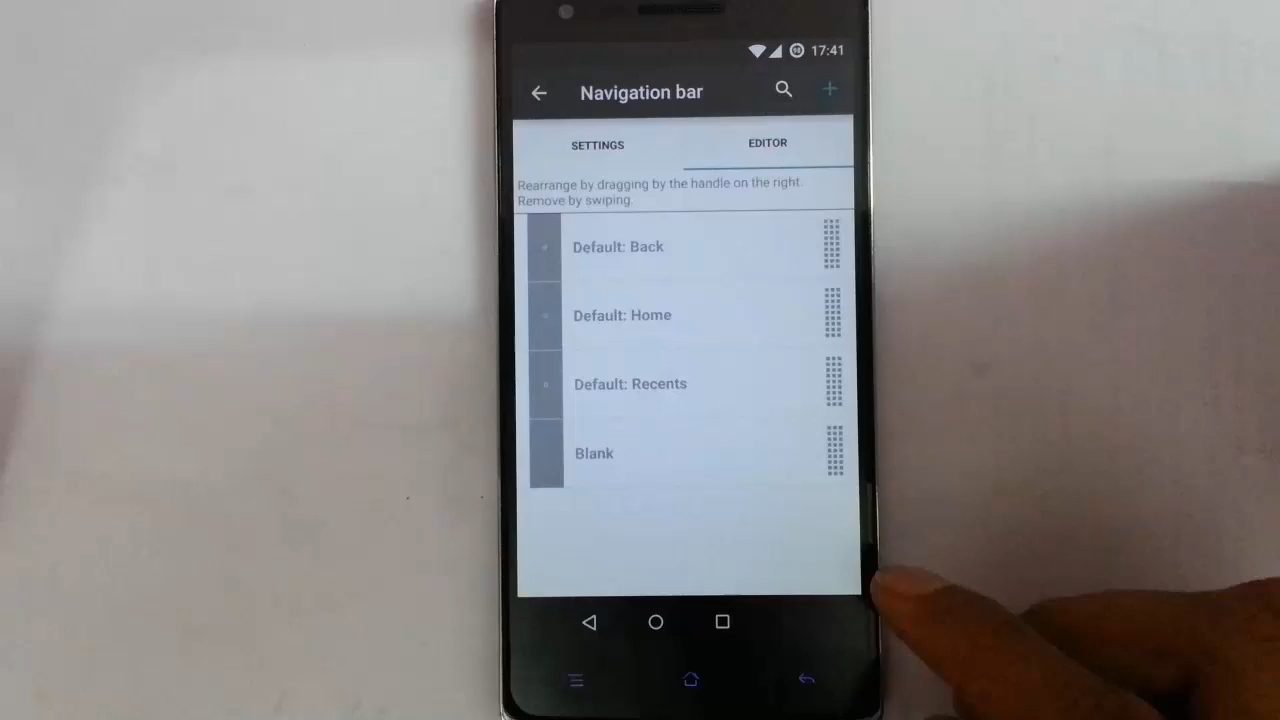 17:41
Navigation bar
SETTINGS
EDITOR
Rearrange by dragging by the handle on the right.
Remove by swiping.
Default: Back
Default: Home
Default: Recents
Blank